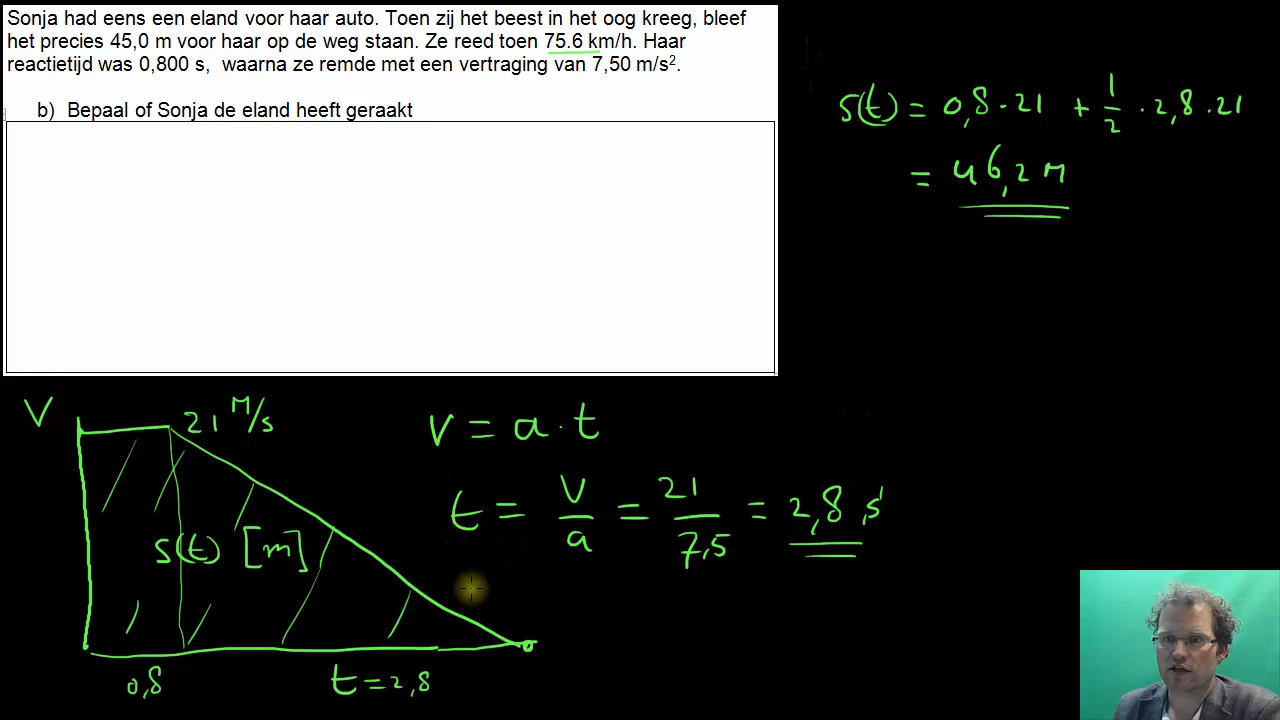 Sonja had eens een eland voor haar auto. Toen zij het beest in het oog kreeg, bleef
het precies 45,0 m voor haar op de weg staan. Ze reed toen 75.6 km/h. Haar
reactietijd was 0,800 s, waarna ze remde met een vertraging van 7,50 m/s².
b) Bepaal of Sonja de eland heeft geraakt
s(t) = 0,8 · 21 + 1/2 · 2,8 · 21
= 46,2 m
V
21 m/s
s(t) [m]
0,8
t = 2,8
v = a · t
t = v/a = 21/7,5 = 2,8 s